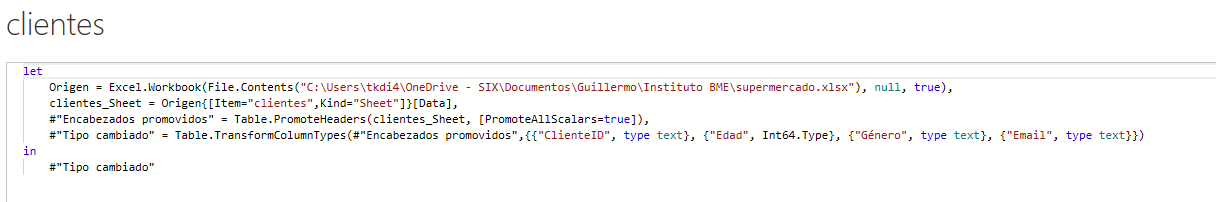 clientes
let
Origen = Excel.Workbook(File.Contents("C:\Users\tkdi4\OneDrive - SIX\Documentos\Guillermo\Instituto BME\supermercado.xlsx"), null, true),
clientes_Sheet = Origen{[Item="clientes",Kind="Sheet"]}[Data],
#"Encabezados promovidos" = Table.PromoteHeaders(clientes_Sheet, [PromoteAllScalars=true]),
#"Tipo cambiado" = Table.TransformColumnTypes(#"Encabezados promovidos",{{"ClienteID", type text}, {"Edad", Int64.Type}, {"Género", type text}, {"Email", type text}})
in
#"Tipo cambiado"